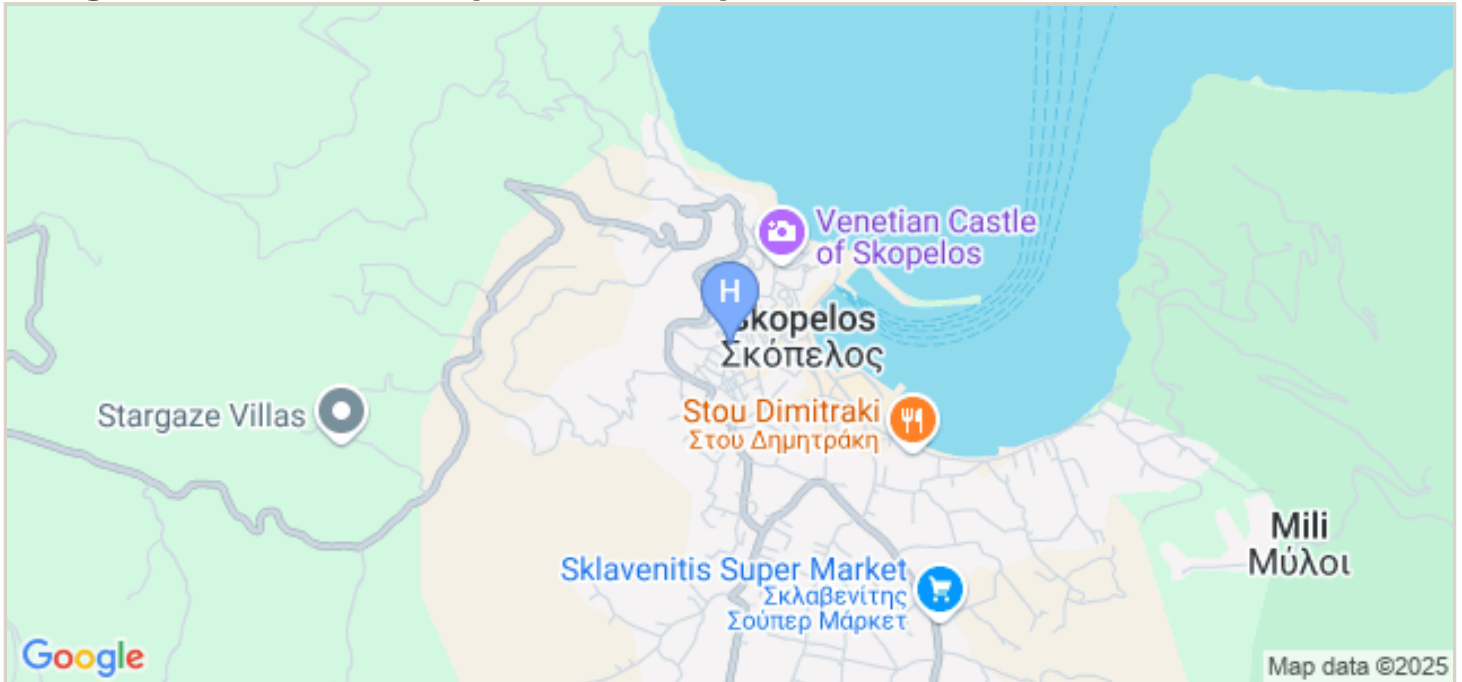 Venetian Castle
of Skopelos
H
Skopelos
Σκόπελος
Stargaze Villas
Stou Dimitraki
Στου Δημητράκη
Mili
Μύλοι
Sklavenitis Super Market
Σκλαβενίτης
Σούπερ Μάρκετ
Google
Map data ©2025